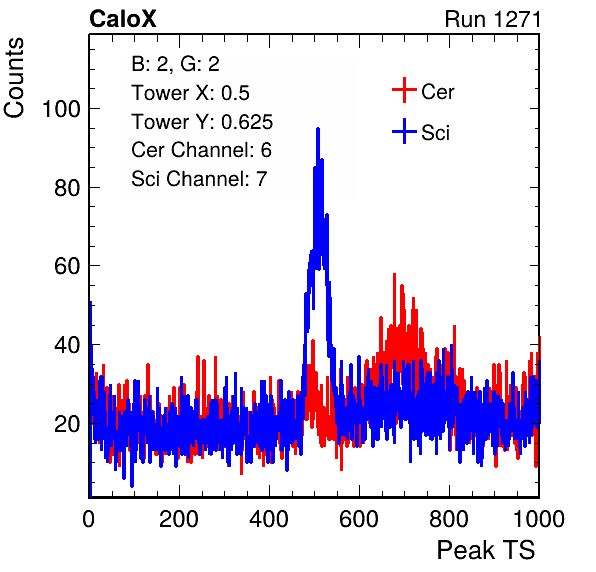 CaloX Run 1271
Counts
B: 2, G: 2
Tower X: 0.5
Tower Y: 0.625
Cer Channel: 6
Sci Channel: 7
Cer
Sci
100
80
60
40
20
0 200 400 600 800 1000
Peak TS